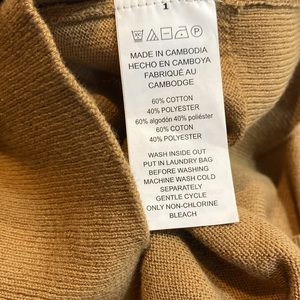 1
MADE IN CAMBODIA
HECHO EN CAMBOYA
FABRIQUÉ AU
CAMBODGE
60% COTTON
40% POLYESTER
60% algodón 40% poliéster
60% COTON
40% POLYESTER
WASH INSIDE OUT
PUT IN LAUNDRY BAG
BEFORE WASHING
MACHINE WASH COLD
SEPARATELY
GENTLE CYCLE
ONLY NON-CHLORINE
BLEACH